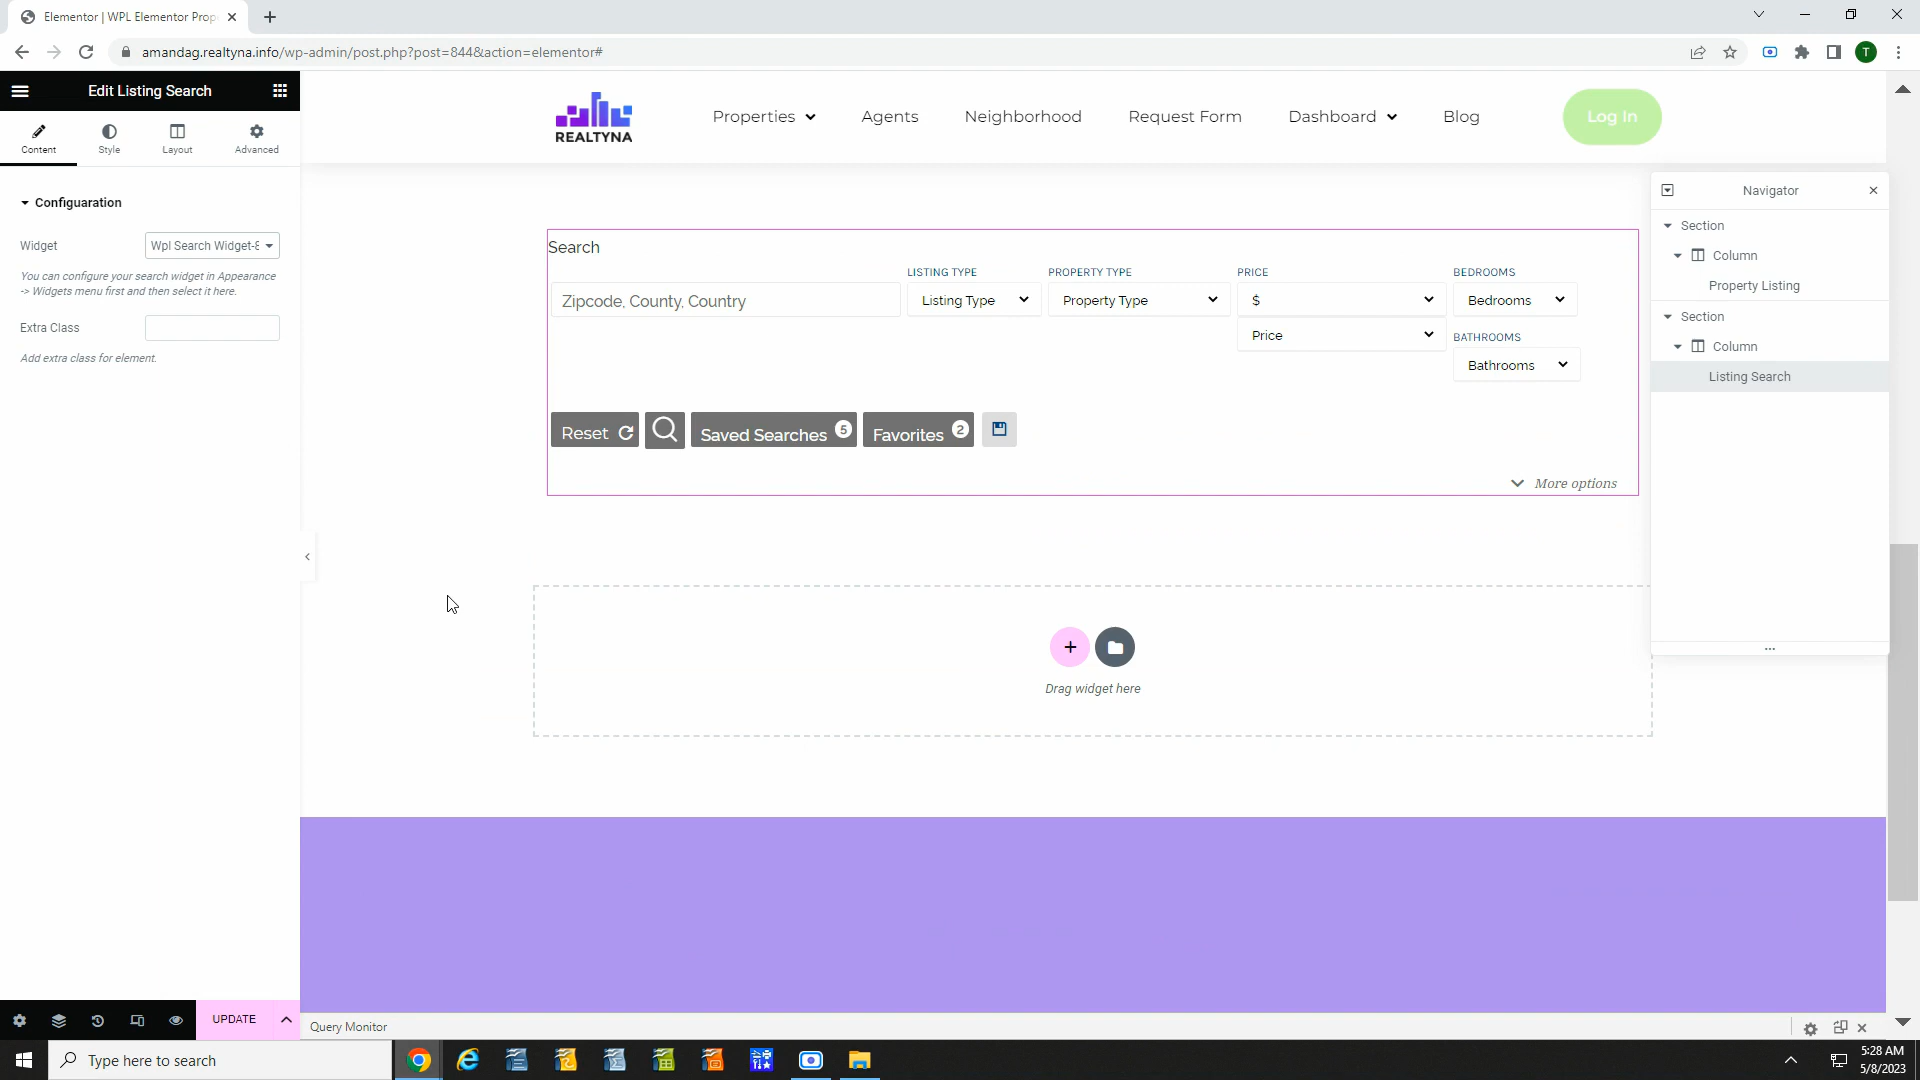 Elementor | WPL Elementor Prop
amandag.realtyna.info/wp-admin/post.php?post=844&action=elementor#
T
Edit Listing Search
Content
Style
Layout
Advanced
Configuaration
Widget
Wpl Search Widget-8
You can configure your search widget in Appearance
-> Widgets menu first and then select it here.
Extra Class
Add extra class for element.
REALTYNA
Properties
Agents
Neighborhood
Request Form
Dashboard
Blog
Log In
Search
LISTING TYPE
PROPERTY TYPE
PRICE
BEDROOMS
Zipcode, County, Country
Listing Type
Property Type
$
Bedrooms
Price
BATHROOMS
Bathrooms
Reset
Saved Searches 5
Favorites 2
More options
Drag widget here
Navigator
Section
Column
Property Listing
Section
Column
Listing Search
UPDATE
Query Monitor
Type here to search
5:28 AM
5/8/2023